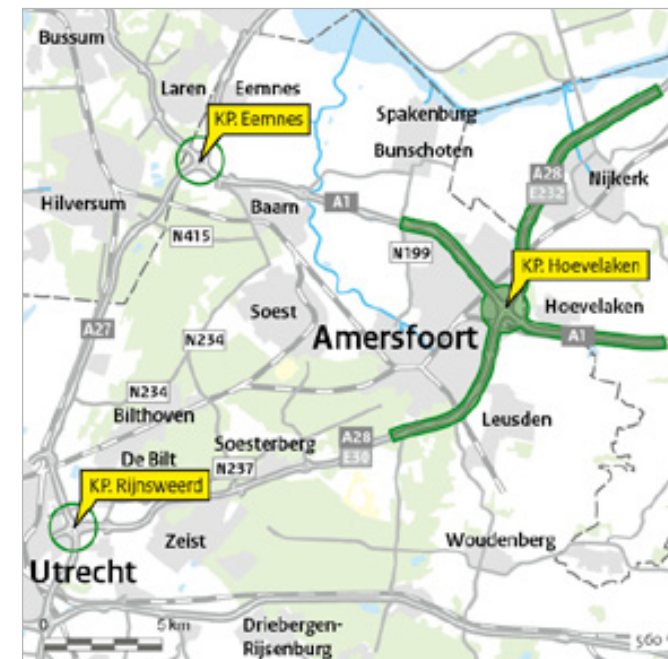 Bussum
Laren
Eemnes
KP. Eemnes
Spakenburg
Bunschoten
A28
E232
Nijkerk
Hilversum
Baarn
A1
N415
N199
KP. Hoevelaken
Soest
Hoevelaken
A27
N234
Amersfoort
A1
N234
Bilthoven
Leusden
Soesterberg
A28
E30
De Bilt
N237
KP. Rijnsweerd
Zeist
Woudenberg
Utrecht
0
5 km
Driebergen-
Rijsenburg
560